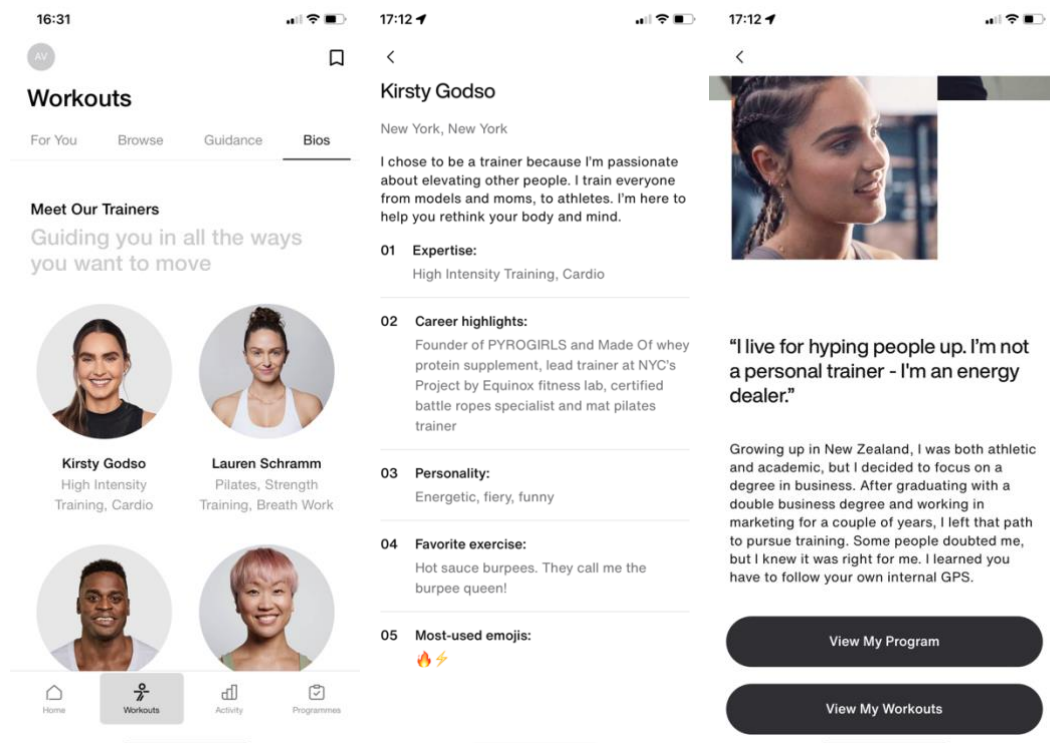 16:31
AV
Workouts
For You
Browse
Guidance
Bios
Meet Our Trainers
Guiding you in all the ways
you want to move
Kirsty Godso
High Intensity
Training, Cardio
Lauren Schramm
Pilates, Strength
Training, Breath Work
Home
Workouts
Activity
Programmes
17:12
Kirsty Godso
New York, New York
I chose to be a trainer because I'm passionate
about elevating other people. I train everyone
from models and moms, to athletes. I'm here to
help you rethink your body and mind.
01 Expertise:
High Intensity Training, Cardio
02 Career highlights:
Founder of PYROGIRLS and Made Of whey
protein supplement, lead trainer at NYC's
Project by Equinox fitness lab, certified
battle ropes specialist and mat pilates
trainer
03 Personality:
Energetic, fiery, funny
04 Favorite exercise:
Hot sauce burpees. They call me the
burpee queen!
05 Most-used emojis:
🔥⚡
17:12
“I live for hyping people up. I’m not
a personal trainer - I'm an energy
dealer.”
Growing up in New Zealand, I was both athletic
and academic, but I decided to focus on a
degree in business. After graduating with a
double business degree and working in
marketing for a couple of years, I left that path
to pursue training. Some people doubted me,
but I knew it was right for me. I learned you
have to follow your own internal GPS.
View My Program
View My Workouts